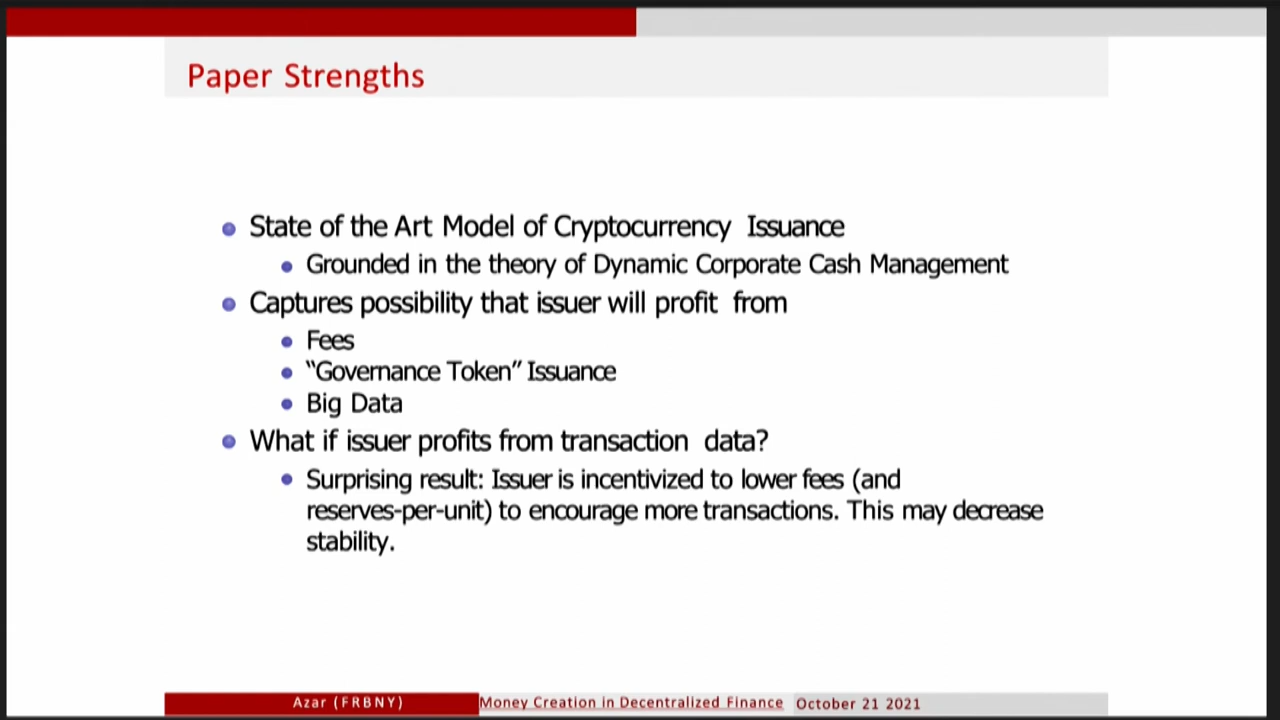 Paper Strengths
State of the Art Model of Cryptocurrency Issuance
Grounded in the theory of Dynamic Corporate Cash Management
Captures possibility that issuer will profit from
Fees
“Governance Token” Issuance
Big Data
What if issuer profits from transaction data?
Surprising result: Issuer is incentivized to lower fees (and
reserves-per-unit) to encourage more transactions. This may decrease
stability.
Azar (FRBNY) Money Creation in Decentralized Finance October 21 2021